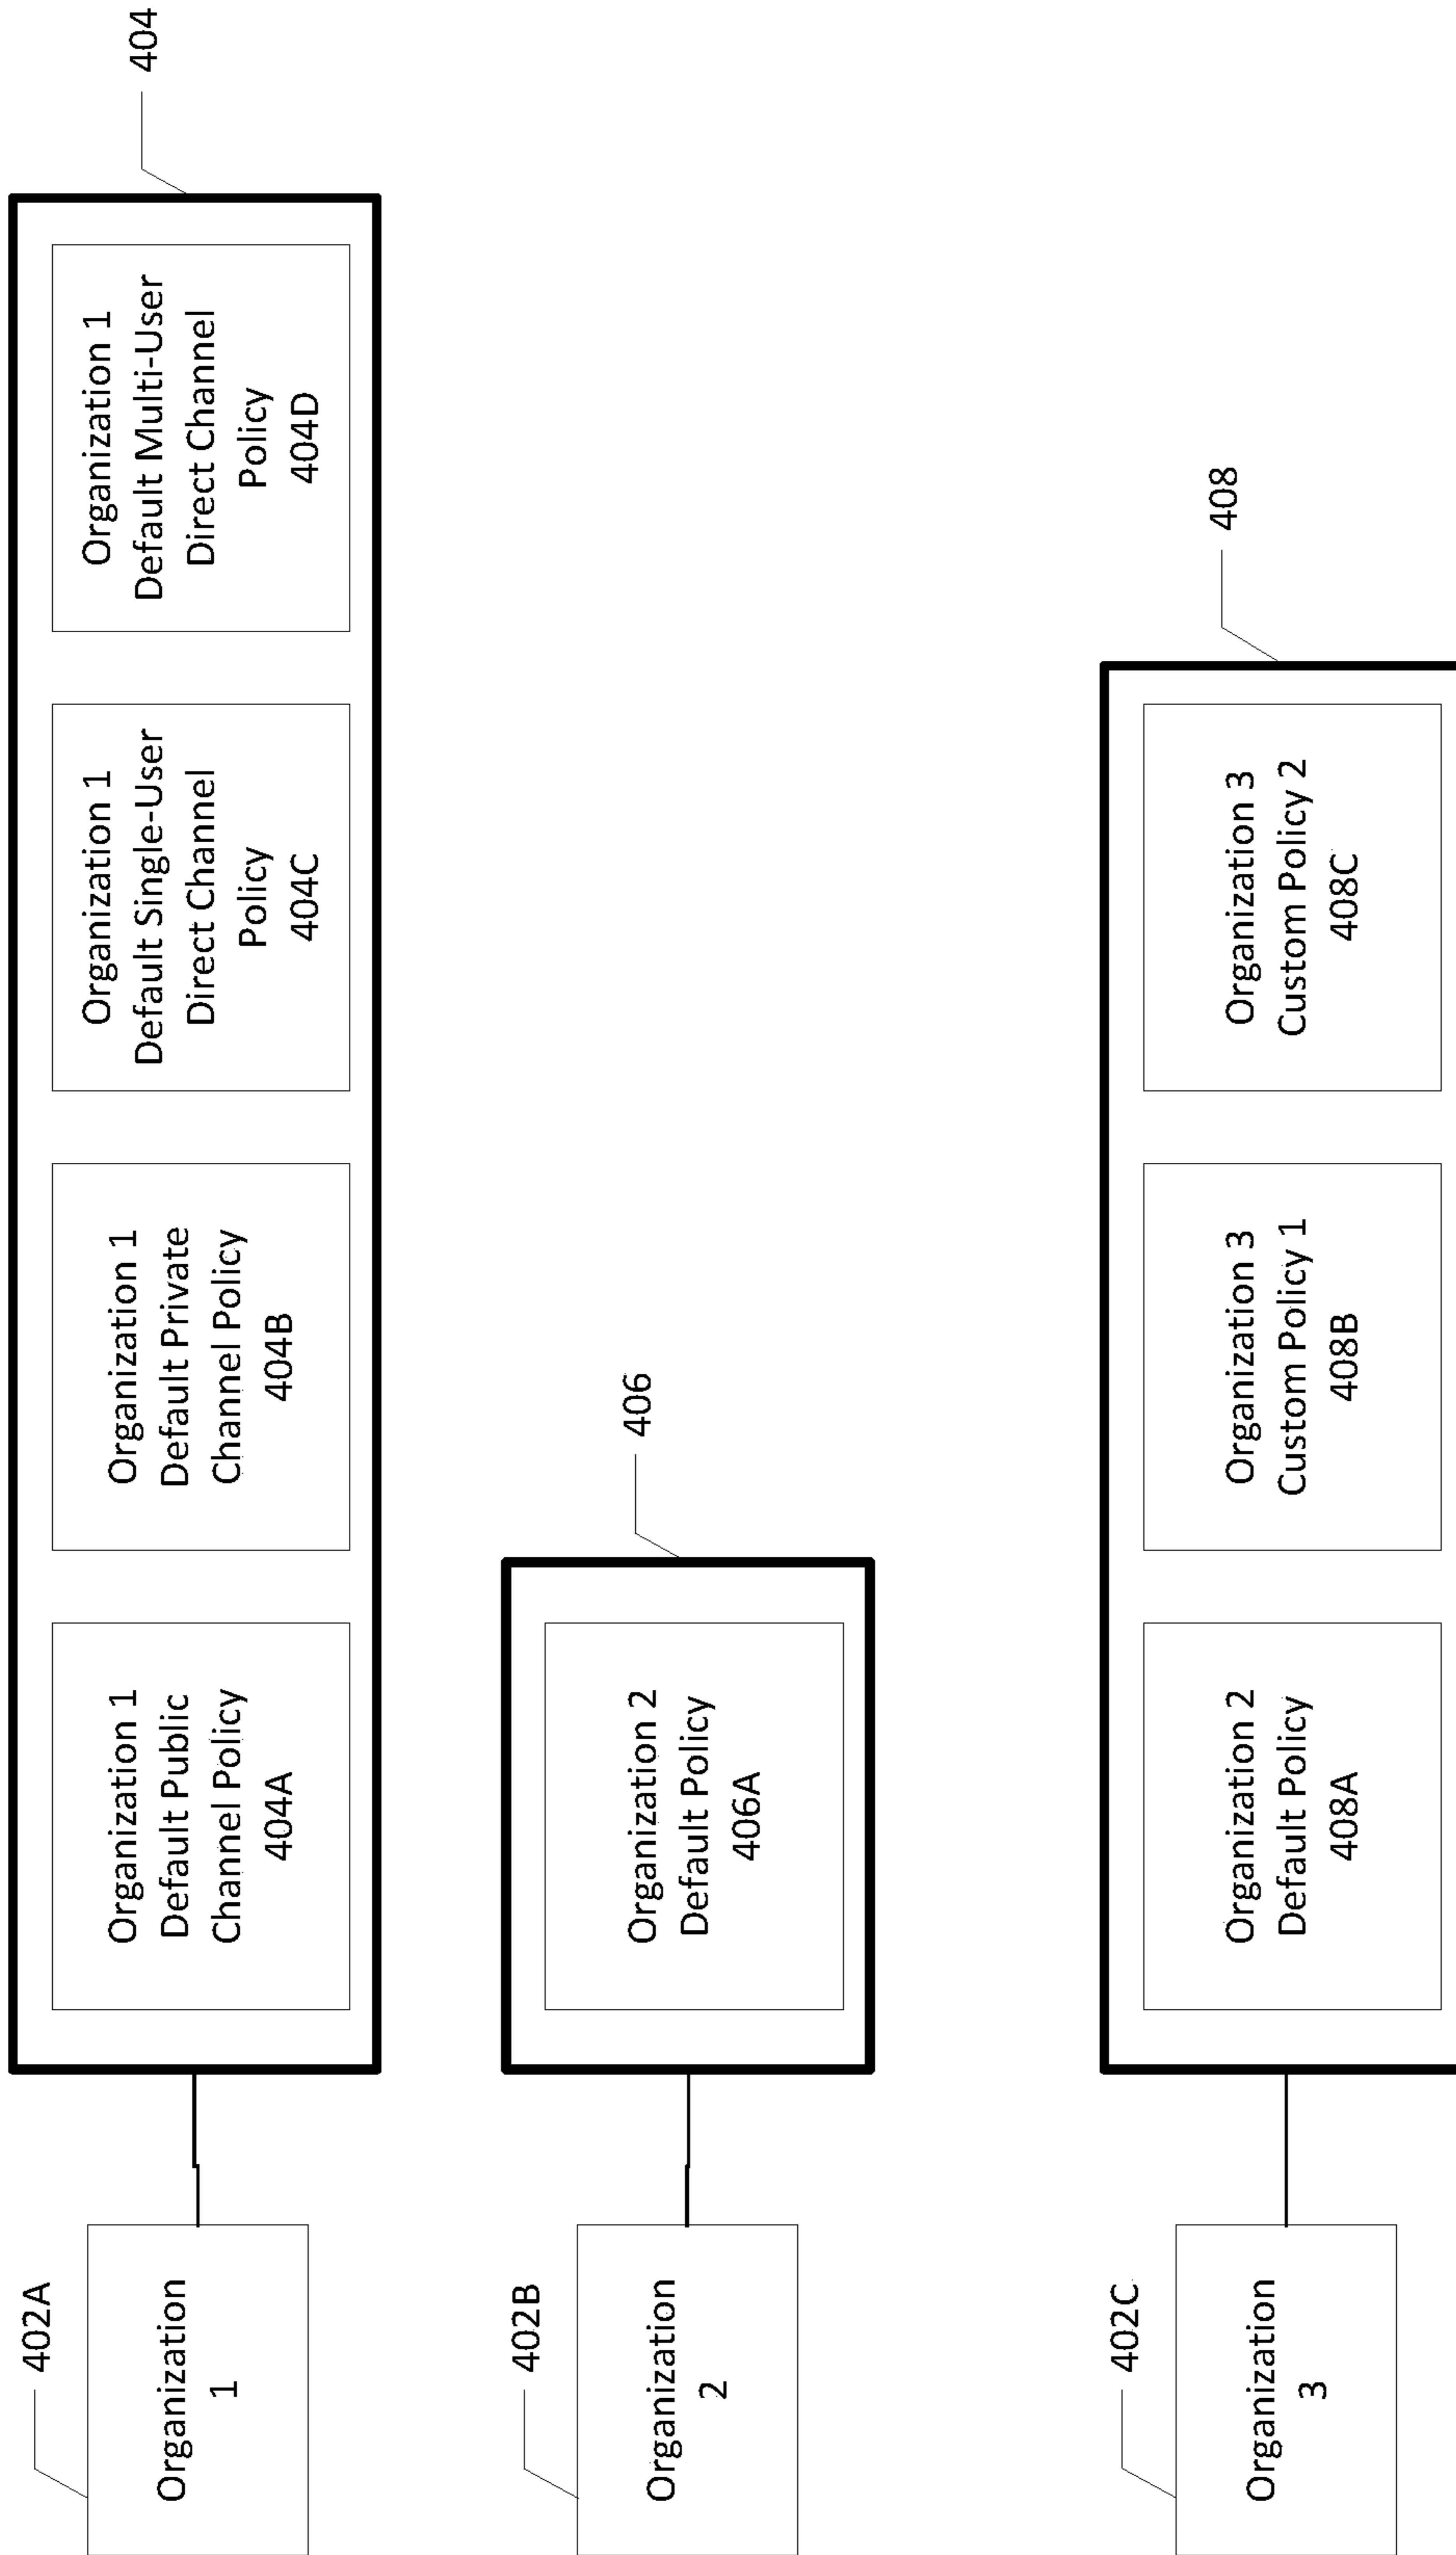 402A
Organization
1
Organization 1
Default Public
Channel Policy
404A
Organization 1
Default Private
Channel Policy
404B
Organization 1
Default Single-User
Direct Channel
Policy
404C
Organization 1
Default Multi-User
Direct Channel
Policy
404D
404
402B
Organization
2
Organization 2
Default Policy
406A
406
402C
Organization
3
Organization 2
Default Policy
408A
Organization 3
Custom Policy 1
408B
Organization 3
Custom Policy 2
408C
408